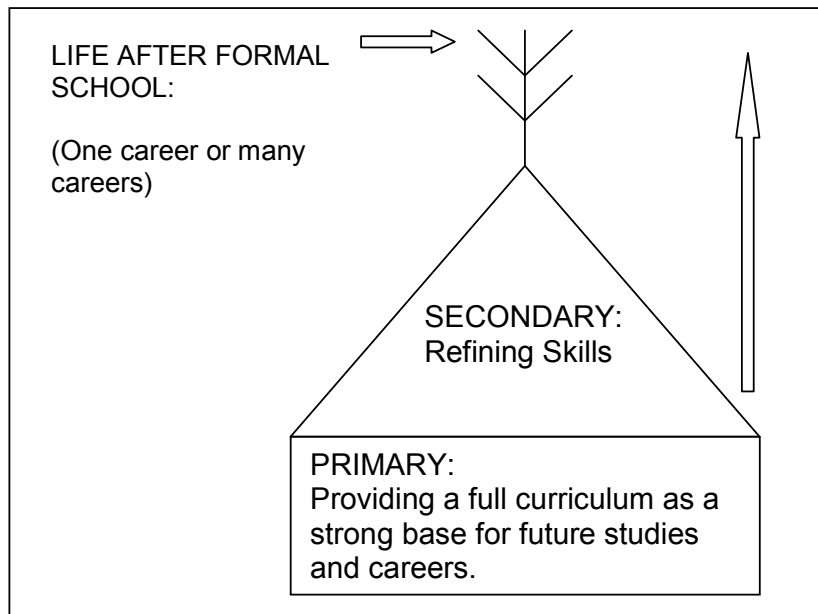 LIFE AFTER FORMAL
SCHOOL:
(One career or many
careers)
SECONDARY:
Refining Skills
PRIMARY:
Providing a full curriculum as a
strong base for future studies
and careers.